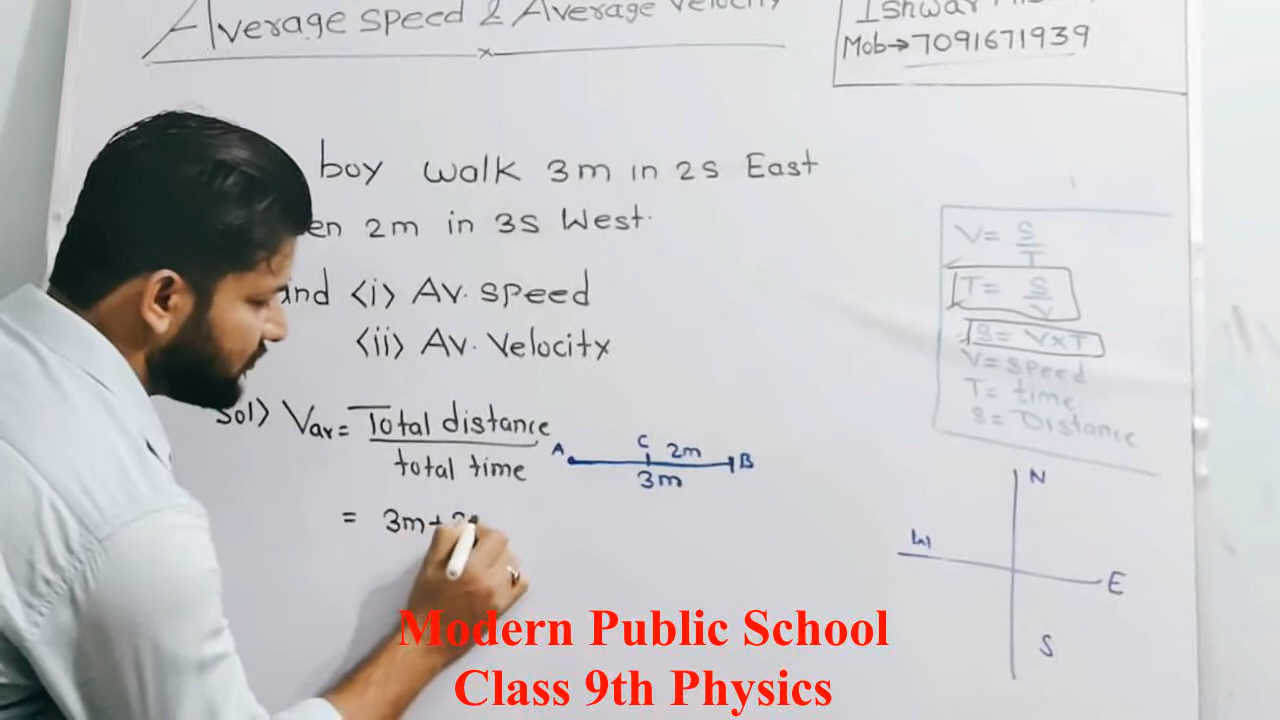 Average speed & Average velocity
Ishwar
Mob→7091671939
boy walk 3m in 2s East
en 2m in 3s West.
and <i> Av. speed
<ii> Av. Velocity
Sol) Vav = Total distance
total time
= 3m+
A C 2m B
3m
V = S
T
T = S
V
S = V×T
V = speed
T = time
S = Distance
N
W
E
S
Modern Public School
Class 9th Physics